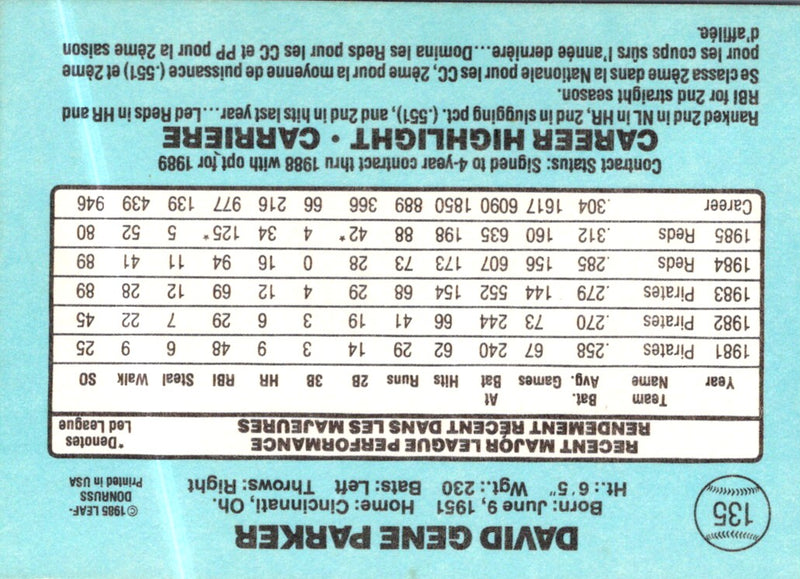 DAVID GENE PARKER
135
Born: June 9, 1951 Home: Cincinnati, Oh.
Ht.: 6'5" Wgt.: 230 Bats: Left Throws: Right
©1985 LEAF-
DONRUSS
Printed in USA
RECENT MAJOR LEAGUE PERFORMANCE
RENDEMENT RÉCENT DANS LES MAJEURES
*Denotes
Led League
Year Team Name Bat. Avg. Games At Bat Hits Runs 2B 3B HR RBI Steal Walk SO
1981 Pirates .258 67 240 62 29 14 3 9 48 6 9 25
1982 Pirates .270 73 244 66 41 19 3 6 29 7 22 45
1983 Pirates .279 144 552 154 68 29 4 12 69 12 28 89
1984 Reds .285 156 607 173 73 28 0 16 94 11 41 89
1985 Reds .312 160 635 198 88 42* 4 34 125* 5 52 80
Career .304 1617 6090 1850 889 366 66 216 977 139 439 946
Contract Status: Signed to 4-year contract thru 1988 with opt for 1989
CAREER HIGHLIGHT • CARRIÈRE
Ranked 2nd in NL in HR, 2nd in slugging pct. (.551), and 2nd in hits last year....Led Reds in HR and
RBI for 2nd straight season.
Se classa 2ème dans la Nationale pour les CC, 2ème pour la moyenne de puissance (.551) et 2ème
pour les coups sûrs l'année dernière...Domina les Reds pour les CC et PP pour la 2ème saison
d'affilée.